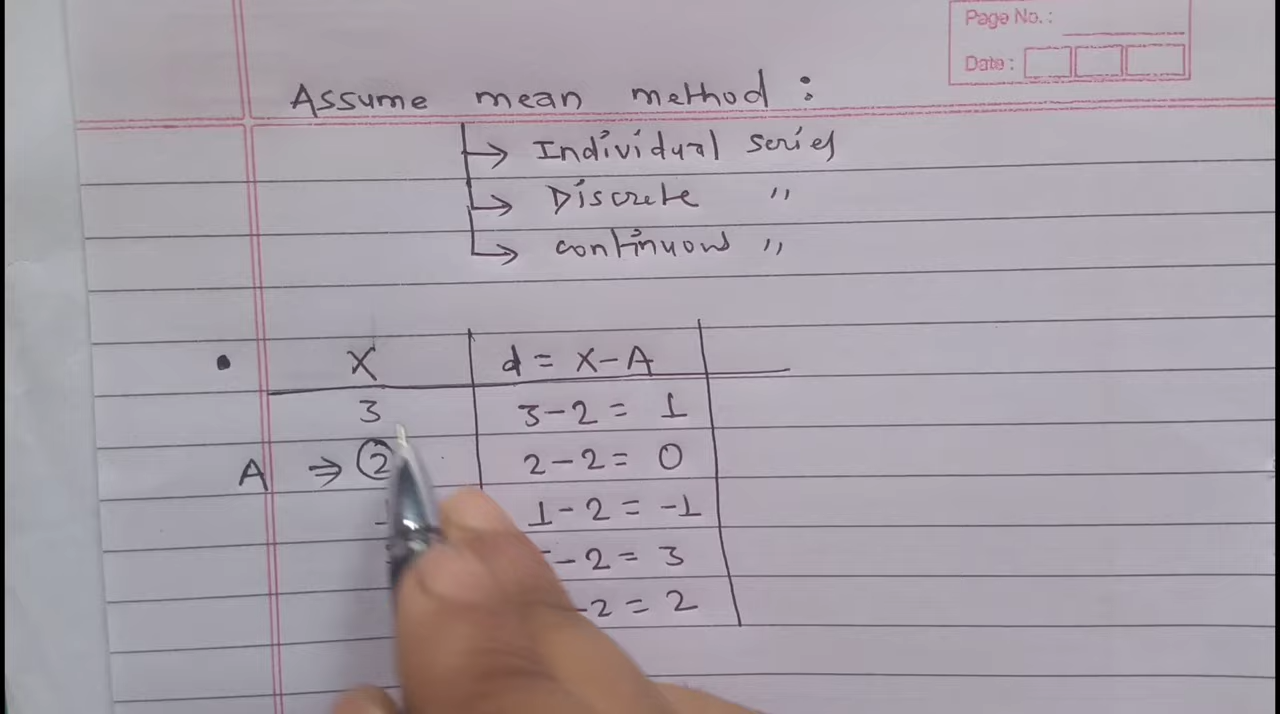 Page No. :
Date :
Assume mean method :
→ Individual series
→ Discrete "
→ continuous "
• X d = X - A
3 3 - 2 = 1
A ⇒ 2 2 - 2 = 0
1 - 2 = -1
- 2 = 3
- 2 = 2